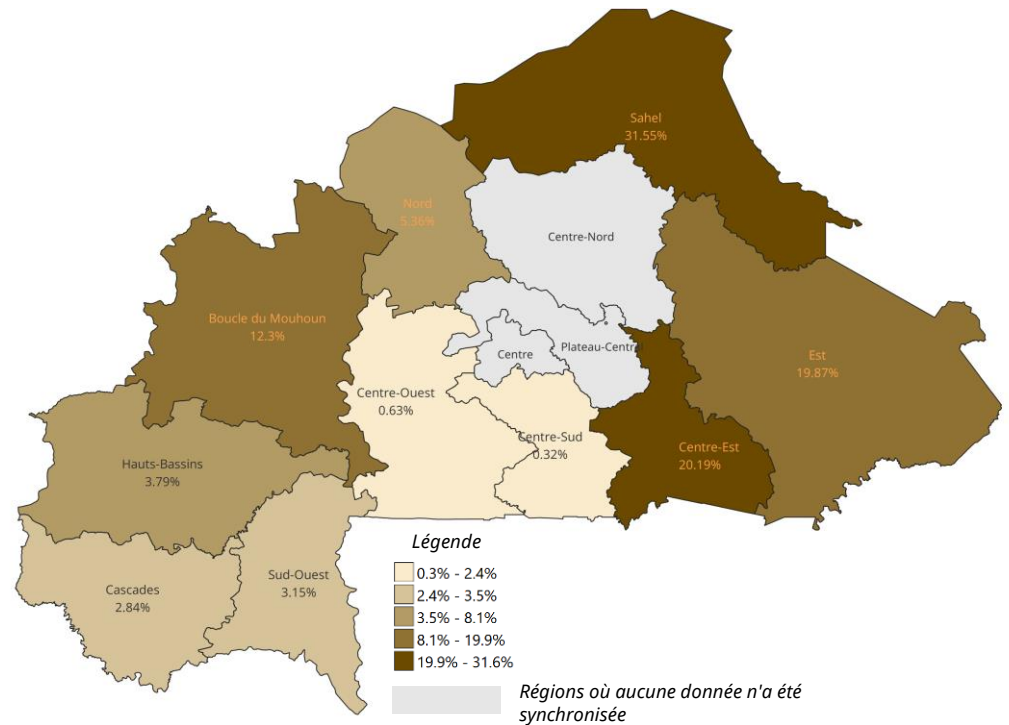 Sahel
31.55%
Nord
5.36%
Centre-Nord
Boucle du Mouhoun
12.3%
Plateau-Central
Centre
Est
19.87%
Centre-Ouest
0.63%
Centre-Sud
0.32%
Centre-Est
20.19%
Hauts-Bassins
3.79%
Sud-Ouest
3.15%
Cascades
2.84%
Légende
0.3% - 2.4%
2.4% - 3.5%
3.5% - 8.1%
8.1% - 19.9%
19.9% - 31.6%
Régions où aucune donnée n'a été
synchronisée